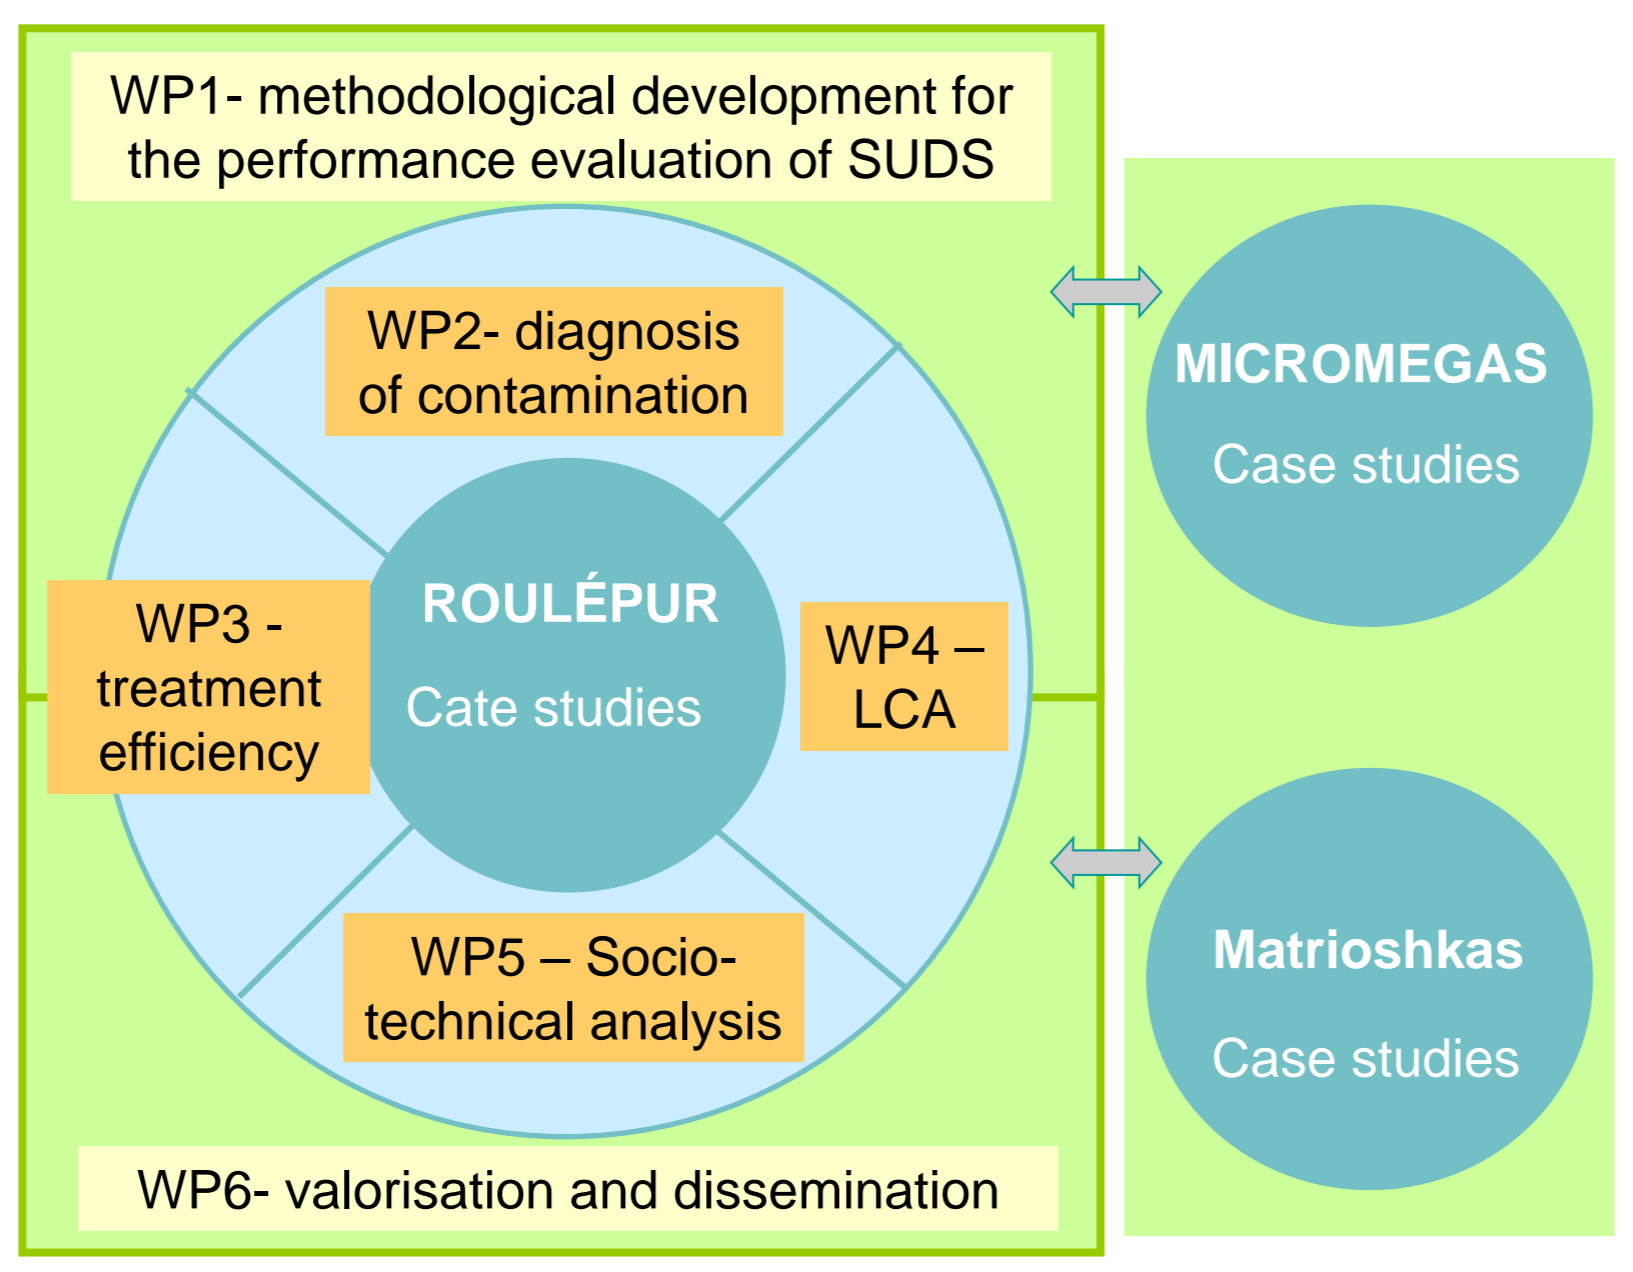 WP1- methodological development for
the performance evaluation of SUDS
WP2- diagnosis
of contamination
WP3 -
treatment
efficiency
ROULÉPUR
Cate studies
WP4 –
LCA
WP5 – Socio-
technical analysis
WP6- valorisation and dissemination
MICROMEGAS
Case studies
Matrioshkas
Case studies